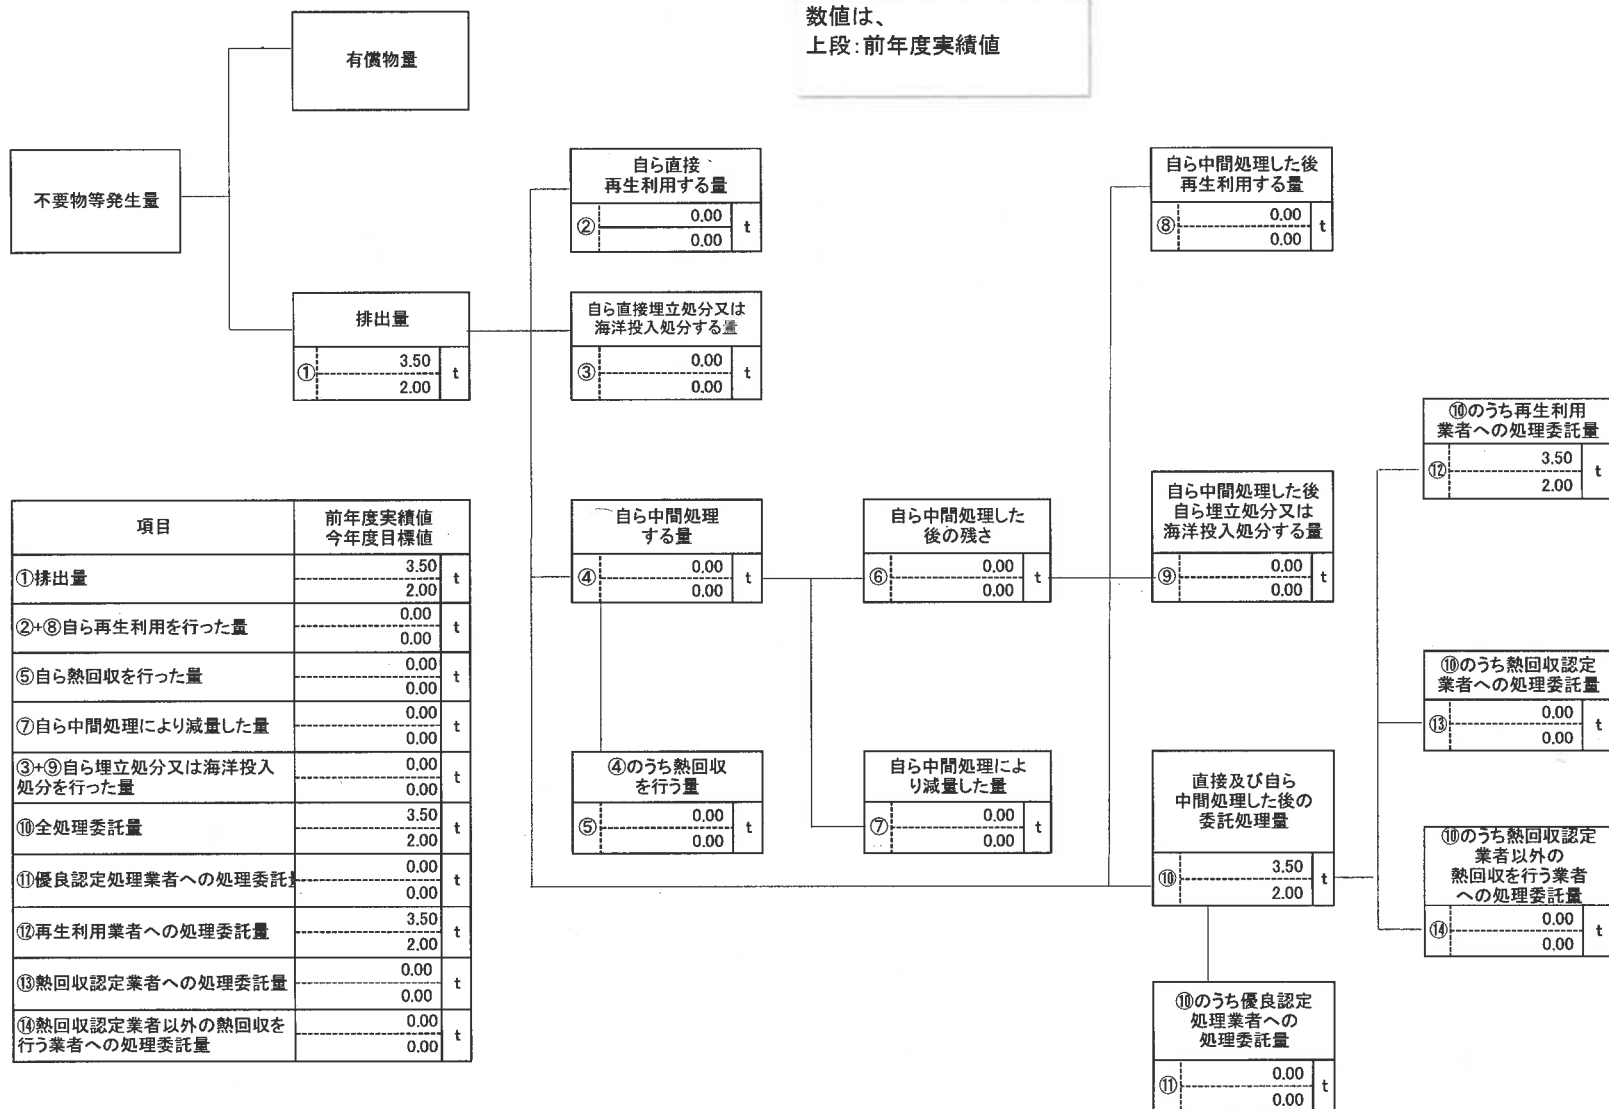 数値は、
上段:前年度実績値
有償物量
不要物等発生量
排出量
① 3.50 t
2.00
自ら直接
再生利用する量
② 0.00 t
0.00
自ら直接埋立処分又は
海洋投入処分する量
③ 0.00 t
0.00
自ら中間処理した後
再生利用する量
⑧ 0.00 t
0.00
⑩のうち再生利用
業者への処理委託量
⑫ 3.50 t
2.00
自ら中間処理
する量
④ 0.00 t
0.00
自ら中間処理した
後の残さ
⑥ 0.00 t
0.00
自ら中間処理した後
自ら埋立処分又は
海洋投入処分する量
⑨ 0.00 t
0.00
⑩のうち熱回収認定
業者への処理委託量
⑬ 0.00 t
0.00
④のうち熱回収
を行う量
⑤ 0.00 t
0.00
自ら中間処理によ
り減量した量
⑦ 0.00 t
0.00
直接及び自ら
中間処理した後の
委託処理量
⑩ 3.50 t
2.00
⑩のうち熱回収認定
業者以外の
熱回収を行う業者
への処理委託量
⑭ 0.00 t
0.00
⑩のうち優良認定
処理業者への
処理委託量
⑪ 0.00 t
0.00
項目 前年度実績値
今年度目標値
①排出量 3.50 t
2.00
②+⑧自ら再生利用を行った量 0.00 t
0.00
⑤自ら熱回収を行った量 0.00 t
0.00
⑦自ら中間処理により減量した量 0.00 t
0.00
③+⑨自ら埋立処分又は海洋投入 0.00 t
処分を行った量 0.00
⑩全処理委託量 3.50 t
2.00
⑪優良認定処理業者への処理委託 0.00 t
0.00
⑫再生利用業者への処理委託量 3.50 t
2.00
⑬熱回収認定業者への処理委託量 0.00 t
0.00
⑭熱回収認定業者以外の熱回収を 0.00 t
行う業者への処理委託量 0.00